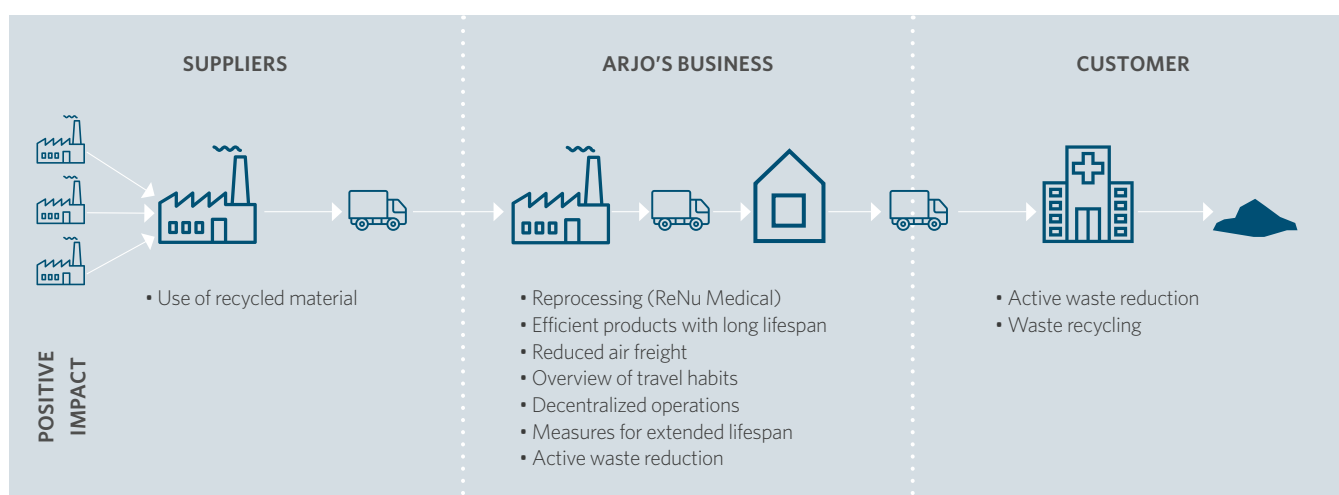 SUPPLIERS
ARJO’S BUSINESS
CUSTOMER
• Use of recycled material
• Reprocessing (ReNu Medical)
• Efficient products with long lifespan
• Reduced air freight
• Overview of travel habits
• Decentralized operations
• Measures for extended lifespan
• Active waste reduction
• Active waste reduction
• Waste recycling
POSITIVE
IMPACT